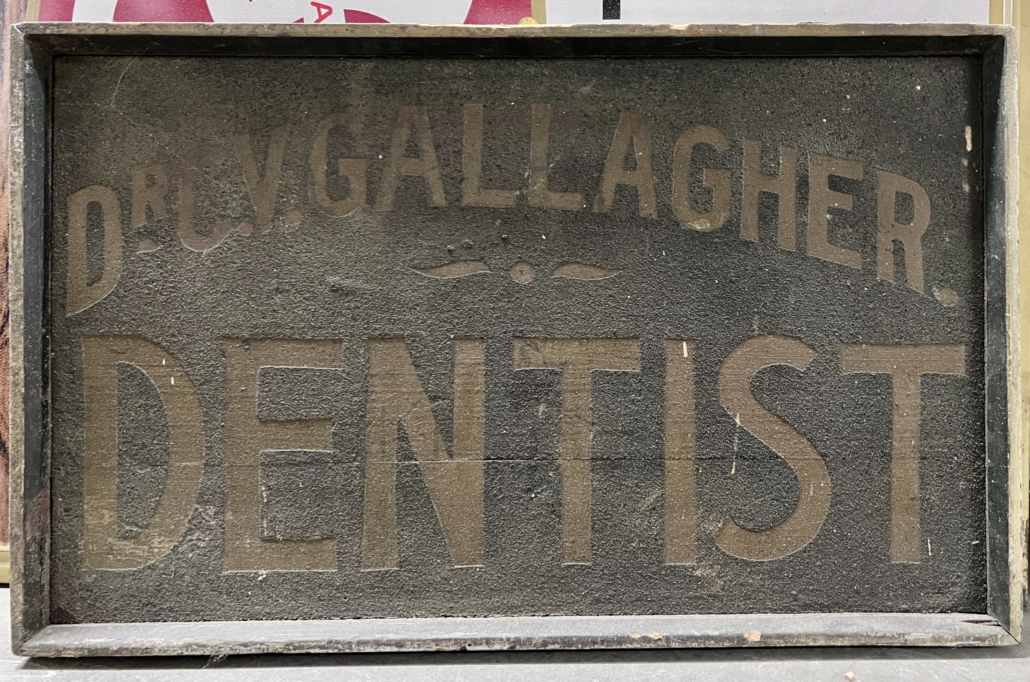 DR. C. V. GALLAGHER.
DENTIST